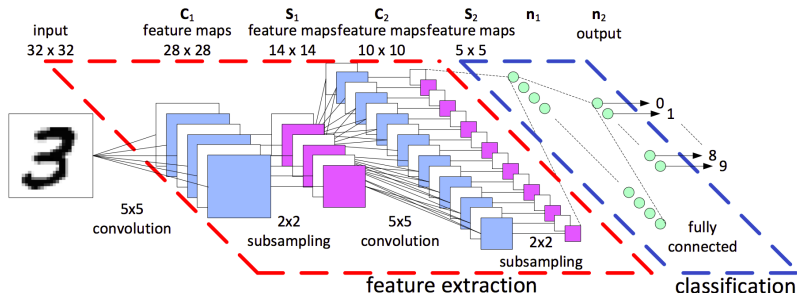 C1
S1
C2
S2
n1
n2
input
feature maps
feature maps
feature maps
feature maps
output
32 x 32
28 x 28
14 x 14
10 x 10
5 x 5
0
1
3
8
9
5x5
convolution
2x2
subsampling
5x5
convolution
2x2
subsampling
fully
connected
feature extraction
classification